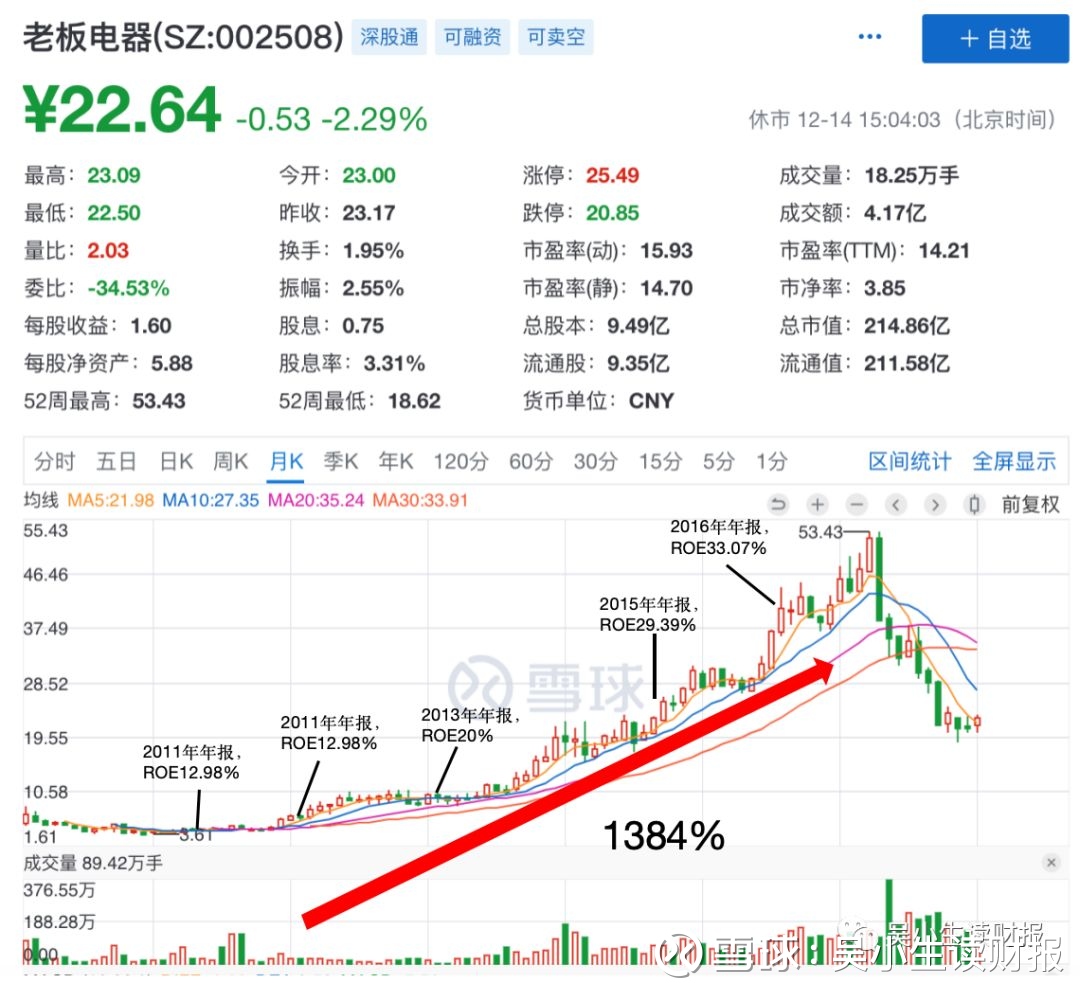 老板电器(SZ:002508) 深股通 可融资 可卖空 ... + 自选
¥22.64 -0.53 -2.29% 休市 12-14 15:04:03（北京时间）
最高：23.09 今开：23.00 涨停：25.49 成交量：18.25万手
最低：22.50 昨收：23.17 跌停：20.85 成交额：4.17亿
量比：2.03 换手：1.95% 市盈率(动)：15.93 市盈率(TTM)：14.21
委比：-34.53% 振幅：2.55% 市盈率(静)：14.70 市净率：3.85
每股收益：1.60 股息：0.75 总股本：9.49亿 总市值：214.86亿
每股净资产：5.88 股息率：3.31% 流通股：9.35亿 流通值：211.58亿
52周最高：53.43 52周最低：18.62 货币单位：CNY
分时 五日 日K 周K 月K 季K 年K 120分 60分 30分 15分 5分 1分 区间统计 全屏显示
均线 MA5:21.98 MA10:27.35 MA20:35.24 MA30:33.91 前复权
55.43
2016年年报，
ROE33.07%
53.43
46.46
2015年年报，
ROE29.39%
37.49
28.52
雪球
2011年年报，
ROE12.98%
2013年年报，
ROE20%
19.55
2011年年报，
ROE12.98%
10.58
1.61
3.61
1384%
成交量 89.42万手
376.55万
188.28万
0.00
吴小生读财报
雪球：吴小生读财报